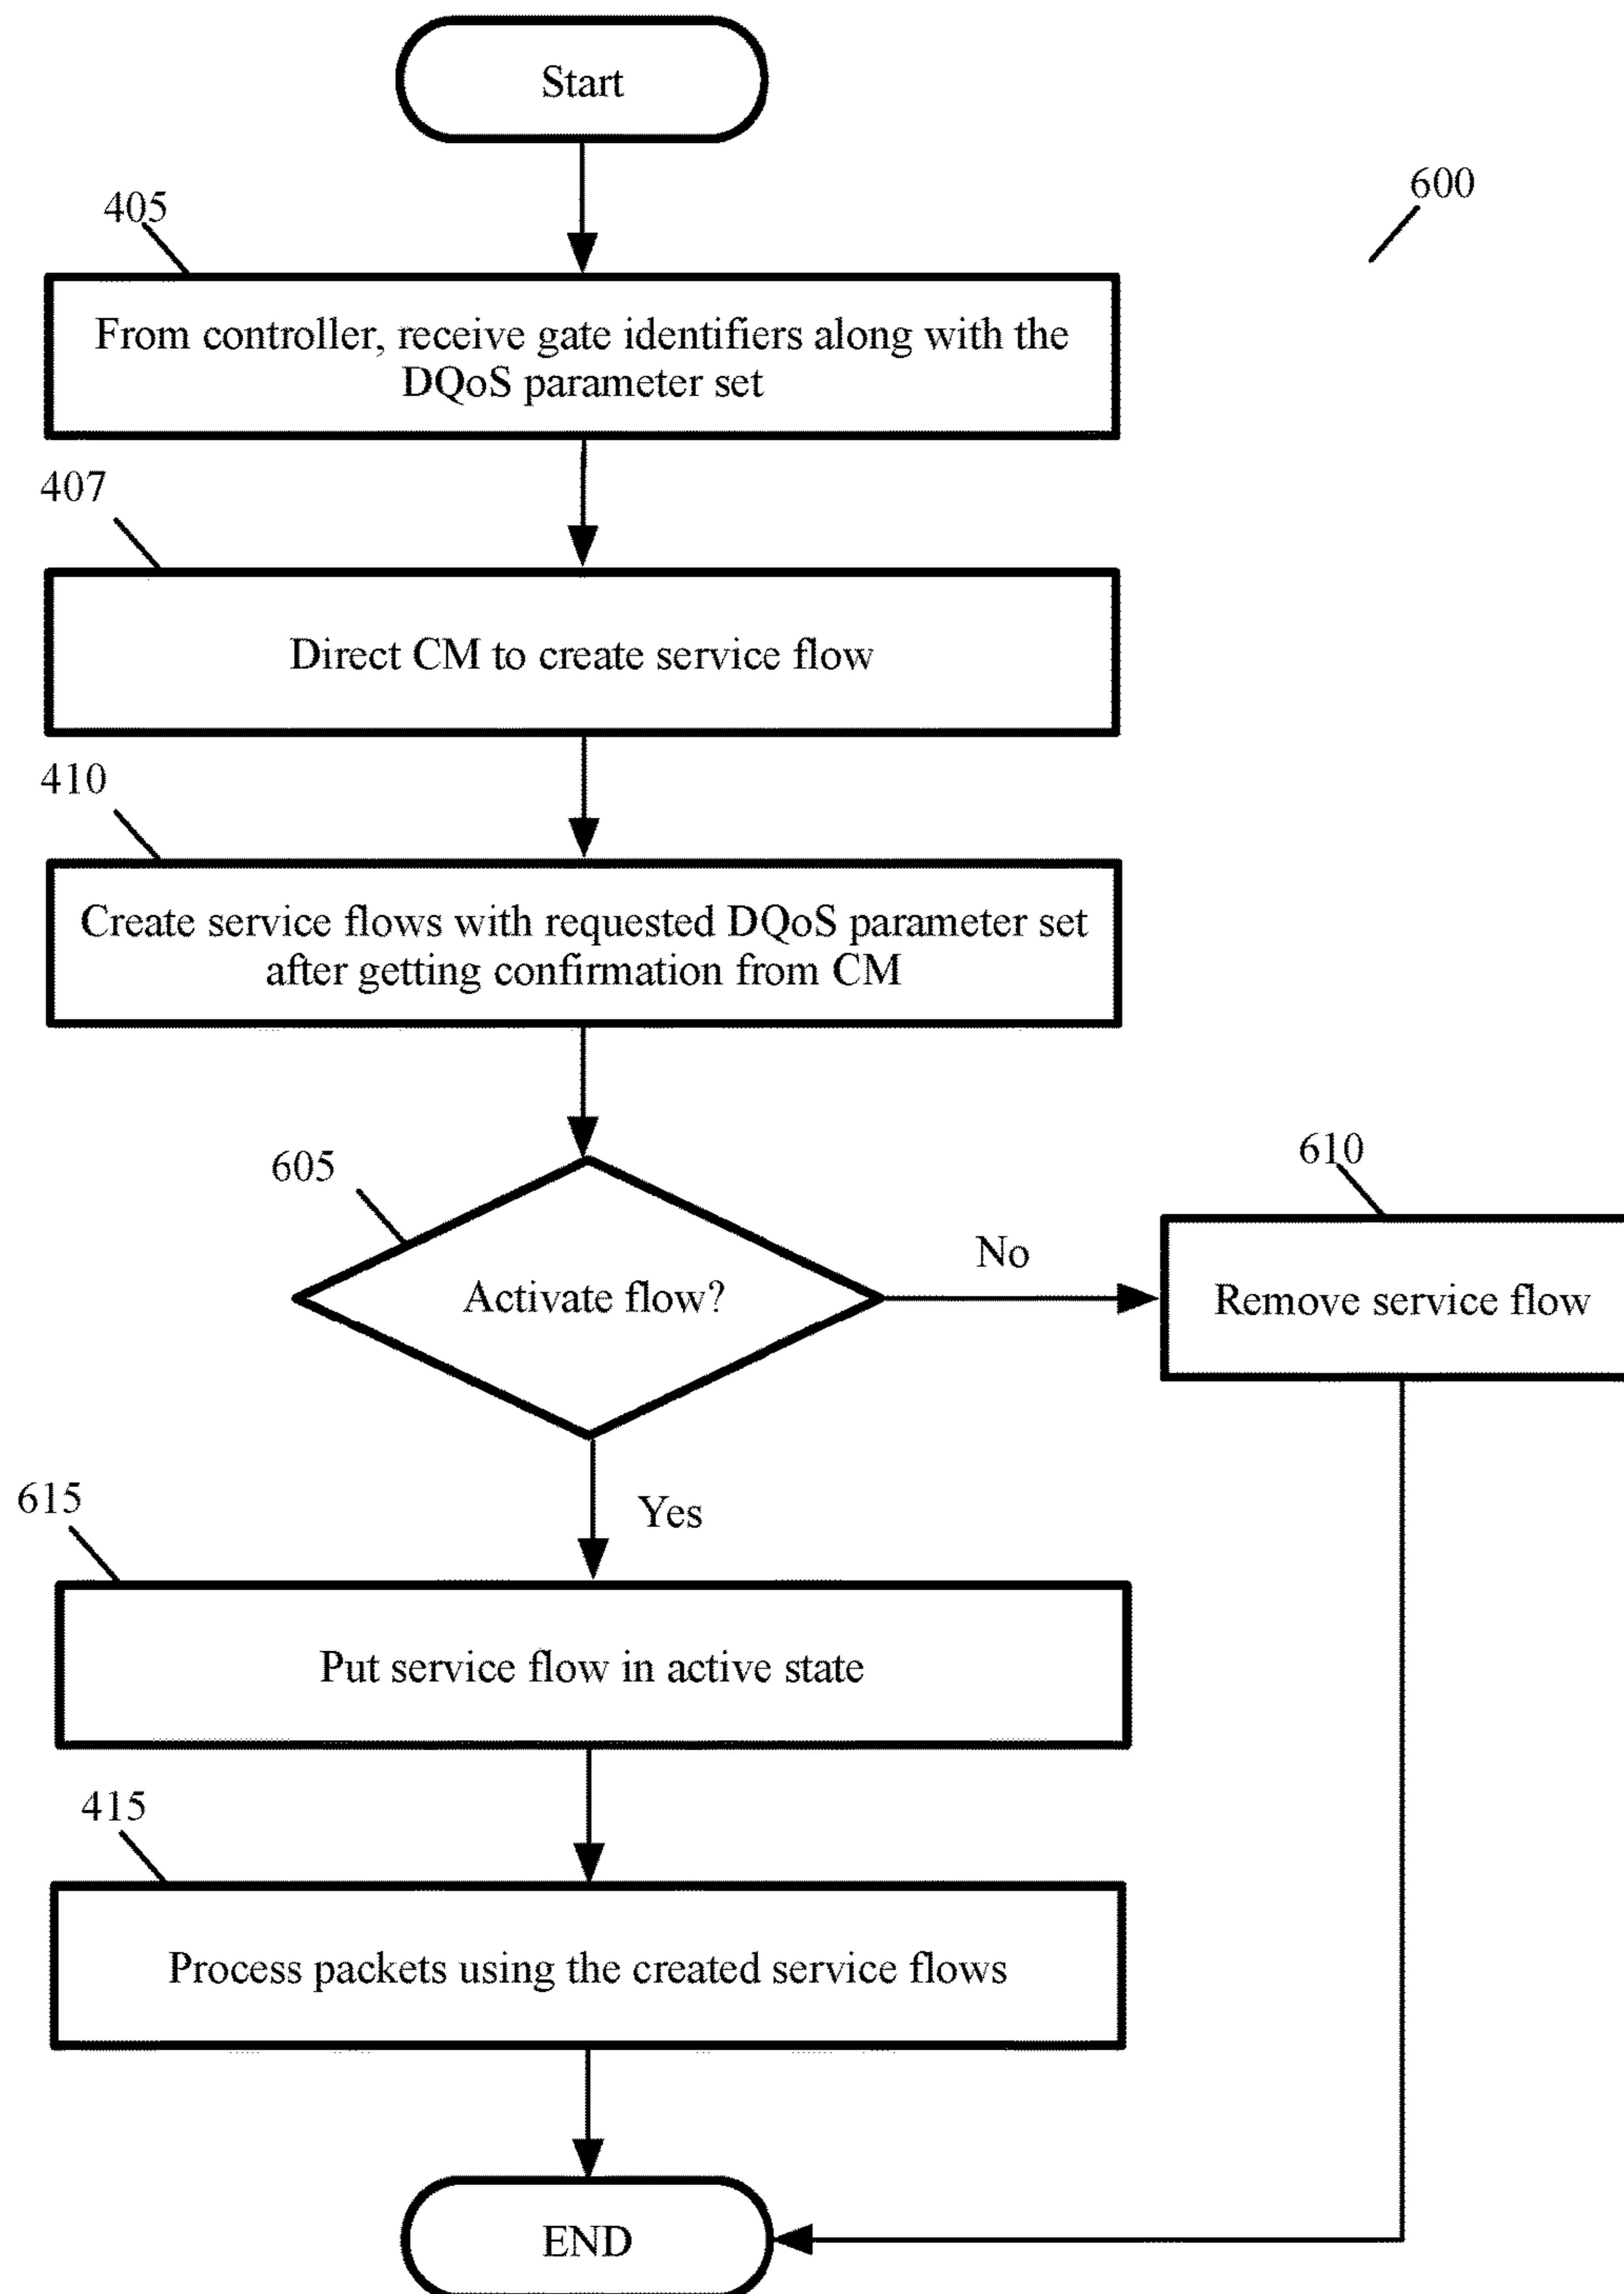 Start
600
405
From controller, receive gate identifiers along with the
DQoS parameter set
407
Direct CM to create service flow
410
Create service flows with requested DQoS parameter set
after getting confirmation from CM
605
Activate flow?
No
610
Remove service flow
Yes
615
Put service flow in active state
415
Process packets using the created service flows
END